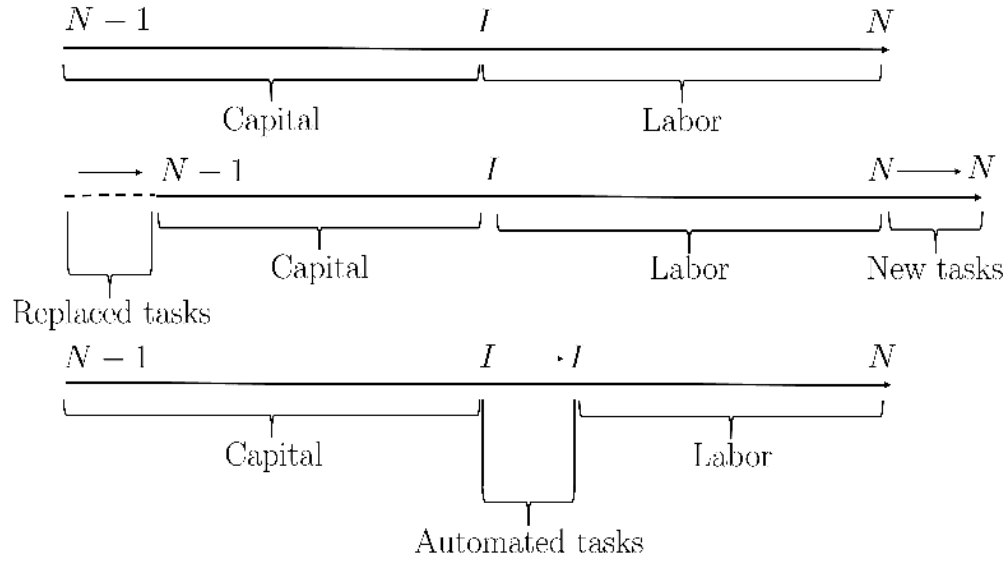 N − 1 I N
Capital Labor
N − 1 I N N
Capital Labor New tasks
Replaced tasks
N − 1 I I N
Capital Labor
Automated tasks